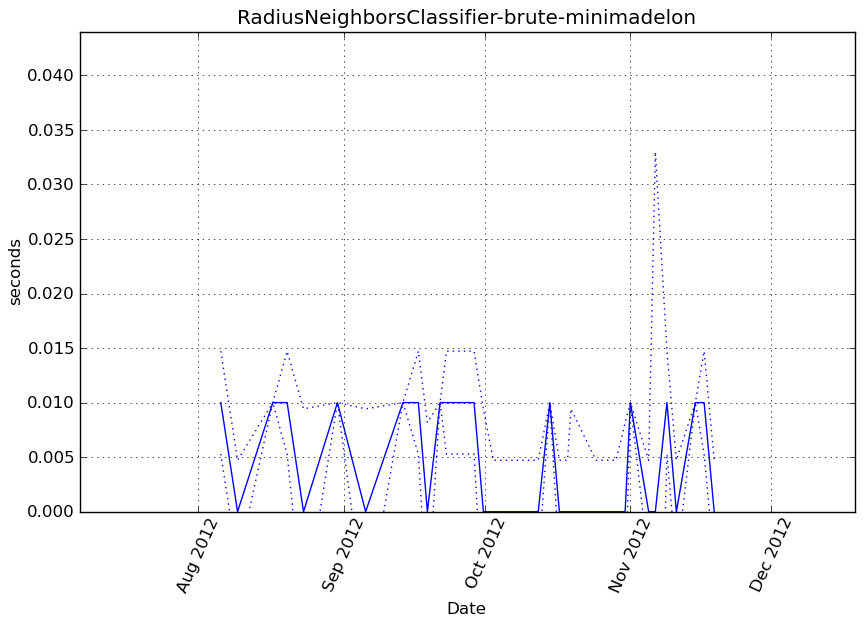 RadiusNeighborsClassifier-brute-minimadelon
0.040
0.035
0.030
0.025
0.020
0.015
0.010
0.005
0.000
seconds
Aug 2012
Sep 2012
Oct 2012
Nov 2012
Dec 2012
Date